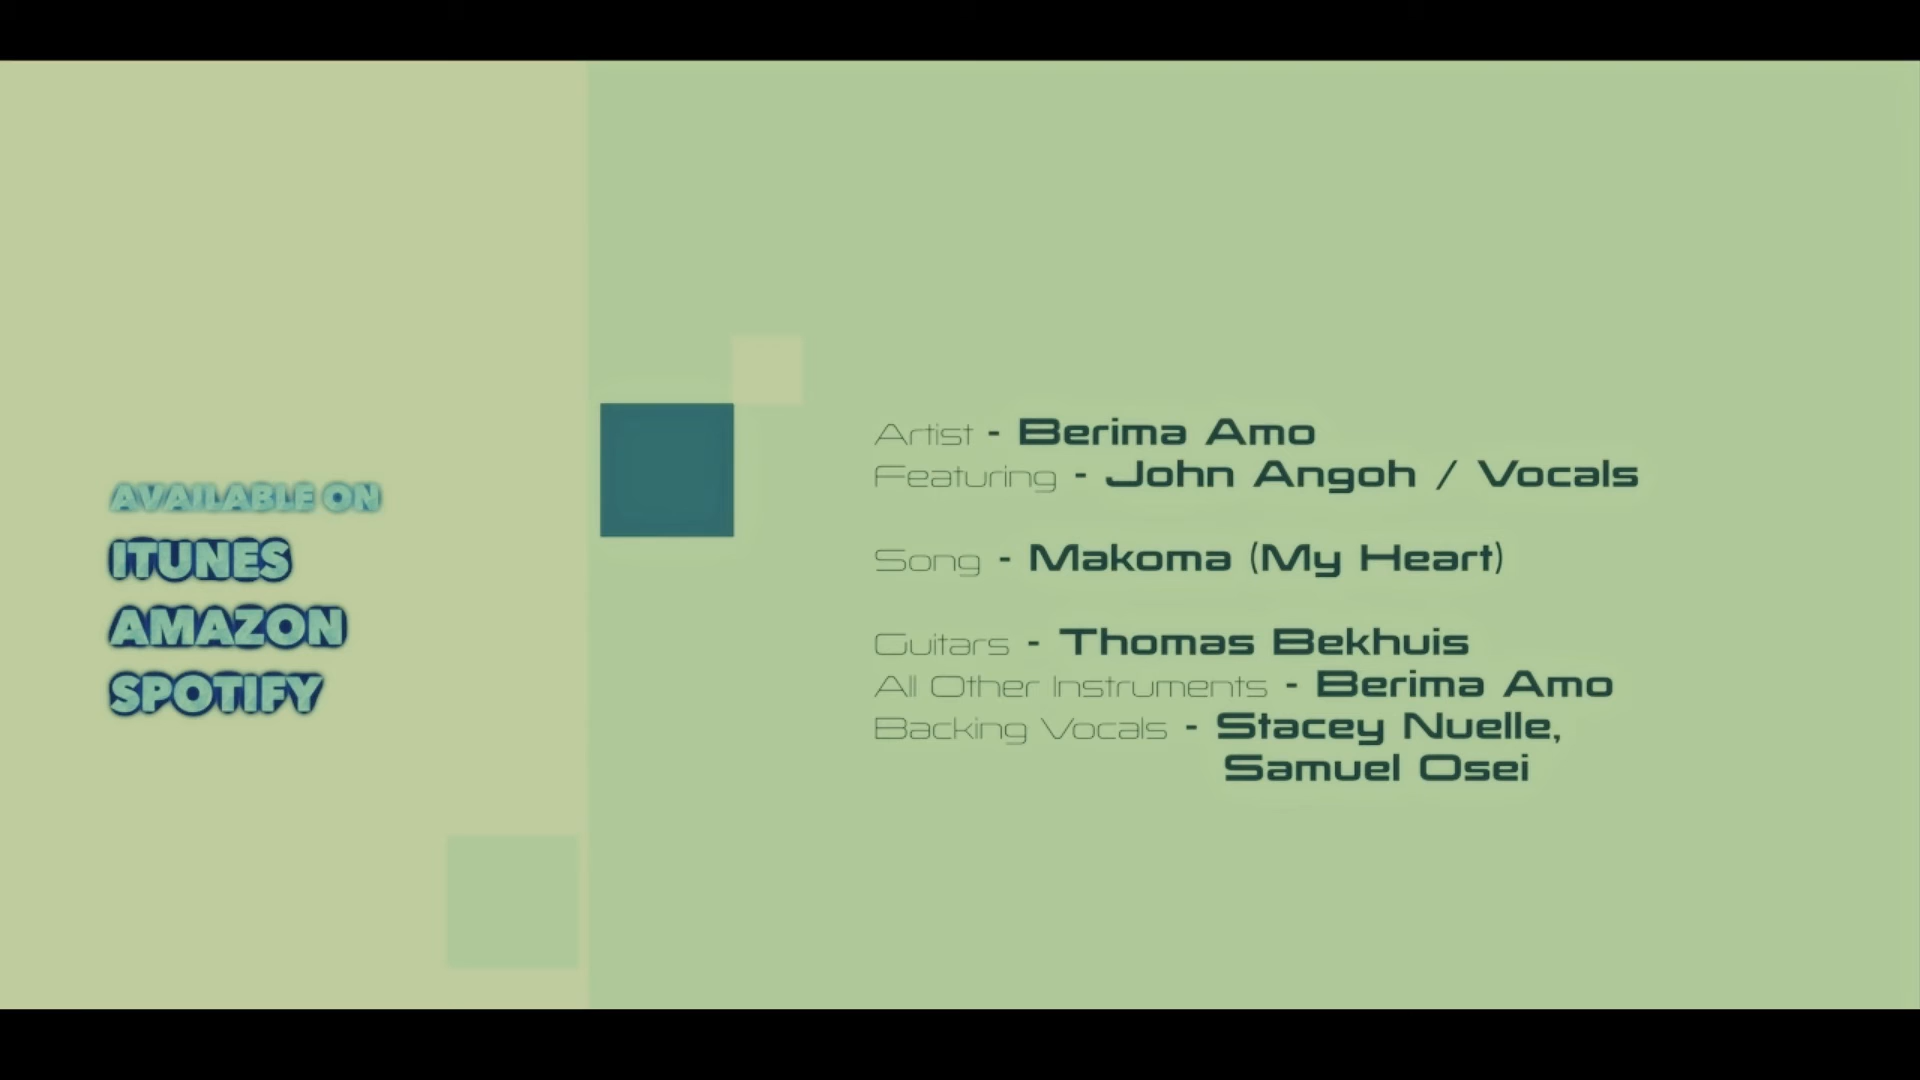 AVAILABLE ON
ITUNES
AMAZON
SPOTIFY
Artist - Berima Amo
Featuring - John Angoh / Vocals
Song - Makoma (My Heart)
Guitars - Thomas Bekhuis
All Other Instruments - Berima Amo
Backing Vocals - Stacey Nuelle,
Samuel Osei